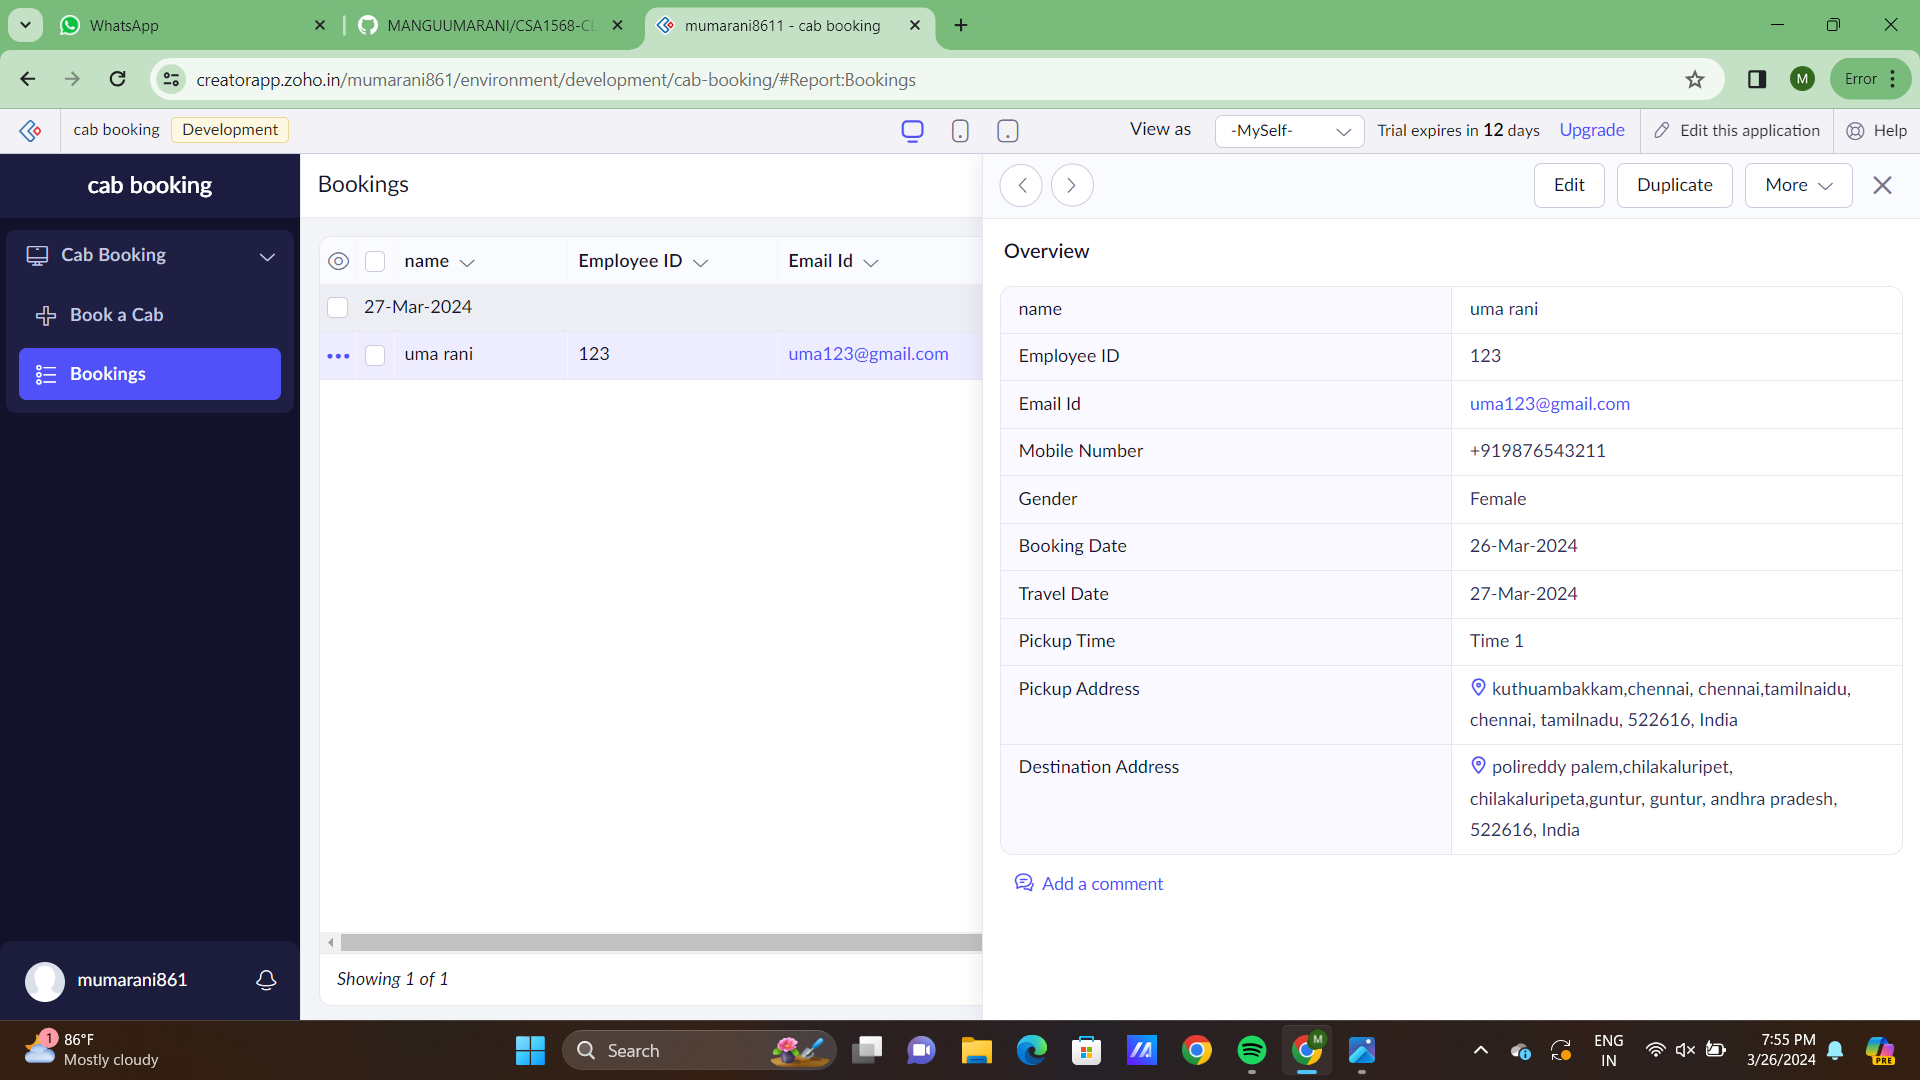 WhatsApp
MANGUUMARANI/CSA1568-CL
mumarani8611 - cab booking
creatorapp.zoho.in/mumarani861/environment/development/cab-booking/#Report:Bookings
M
Error
cab booking
Development
View as
-MySelf-
Trial expires in 12 days
Upgrade
Edit this application
Help
cab booking
Cab Booking
Book a Cab
Bookings
mumarani861
Bookings
name
Employee ID
Email Id
27-Mar-2024
uma rani
123
uma123@gmail.com
Showing 1 of 1
Edit
Duplicate
More
Overview
name
uma rani
Employee ID
123
Email Id
uma123@gmail.com
Mobile Number
+919876543211
Gender
Female
Booking Date
26-Mar-2024
Travel Date
27-Mar-2024
Pickup Time
Time 1
Pickup Address
kuthuambakkam,chennai, chennai,tamilnaidu,
chennai, tamilnadu, 522616, India
Destination Address
polireddy palem,chilakaluripet,
chilakaluripeta,guntur, guntur, andhra pradesh,
522616, India
Add a comment
1
86°F
Mostly cloudy
Search
M
ENG
IN
7:55 PM
3/26/2024
PRE